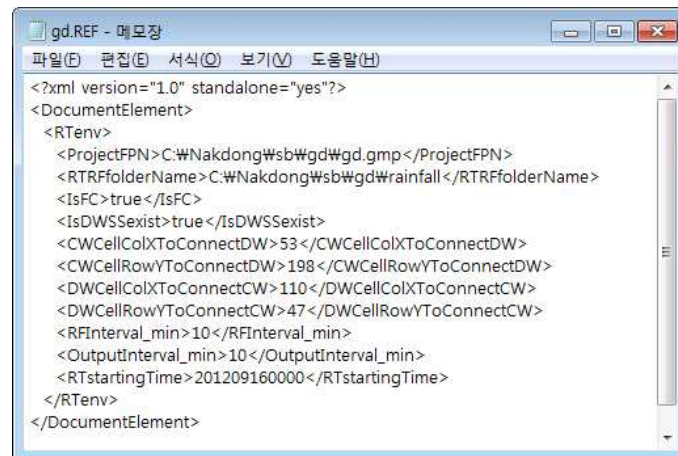 gd.REF - 메모장
파일(F) 편집(E) 서식(O) 보기(V) 도움말(H)
<?xml version="1.0" standalone="yes"?>
<DocumentElement>
<RTenv>
<ProjectFPN>C:₩Nakdong₩sb₩gd₩gd.gmp</ProjectFPN>
<RTRFfolderName>C:₩Nakdong₩sb₩gd₩rainfall</RTRFfolderName>
<IsFC>true</IsFC>
<IsDWSSexist>true</IsDWSSexist>
<CWCellColXToConnectDW>53</CWCellColXToConnectDW>
<CWCellRowYToConnectDW>198</CWCellRowYToConnectDW>
<DWCellColXToConnectCW>110</DWCellColXToConnectCW>
<DWCellRowYToConnectCW>47</DWCellRowYToConnectCW>
<RFInterval_min>10</RFInterval_min>
<OutputInterval_min>10</OutputInterval_min>
<RTstartingTime>201209160000</RTstartingTime>
</RTenv>
</DocumentElement>